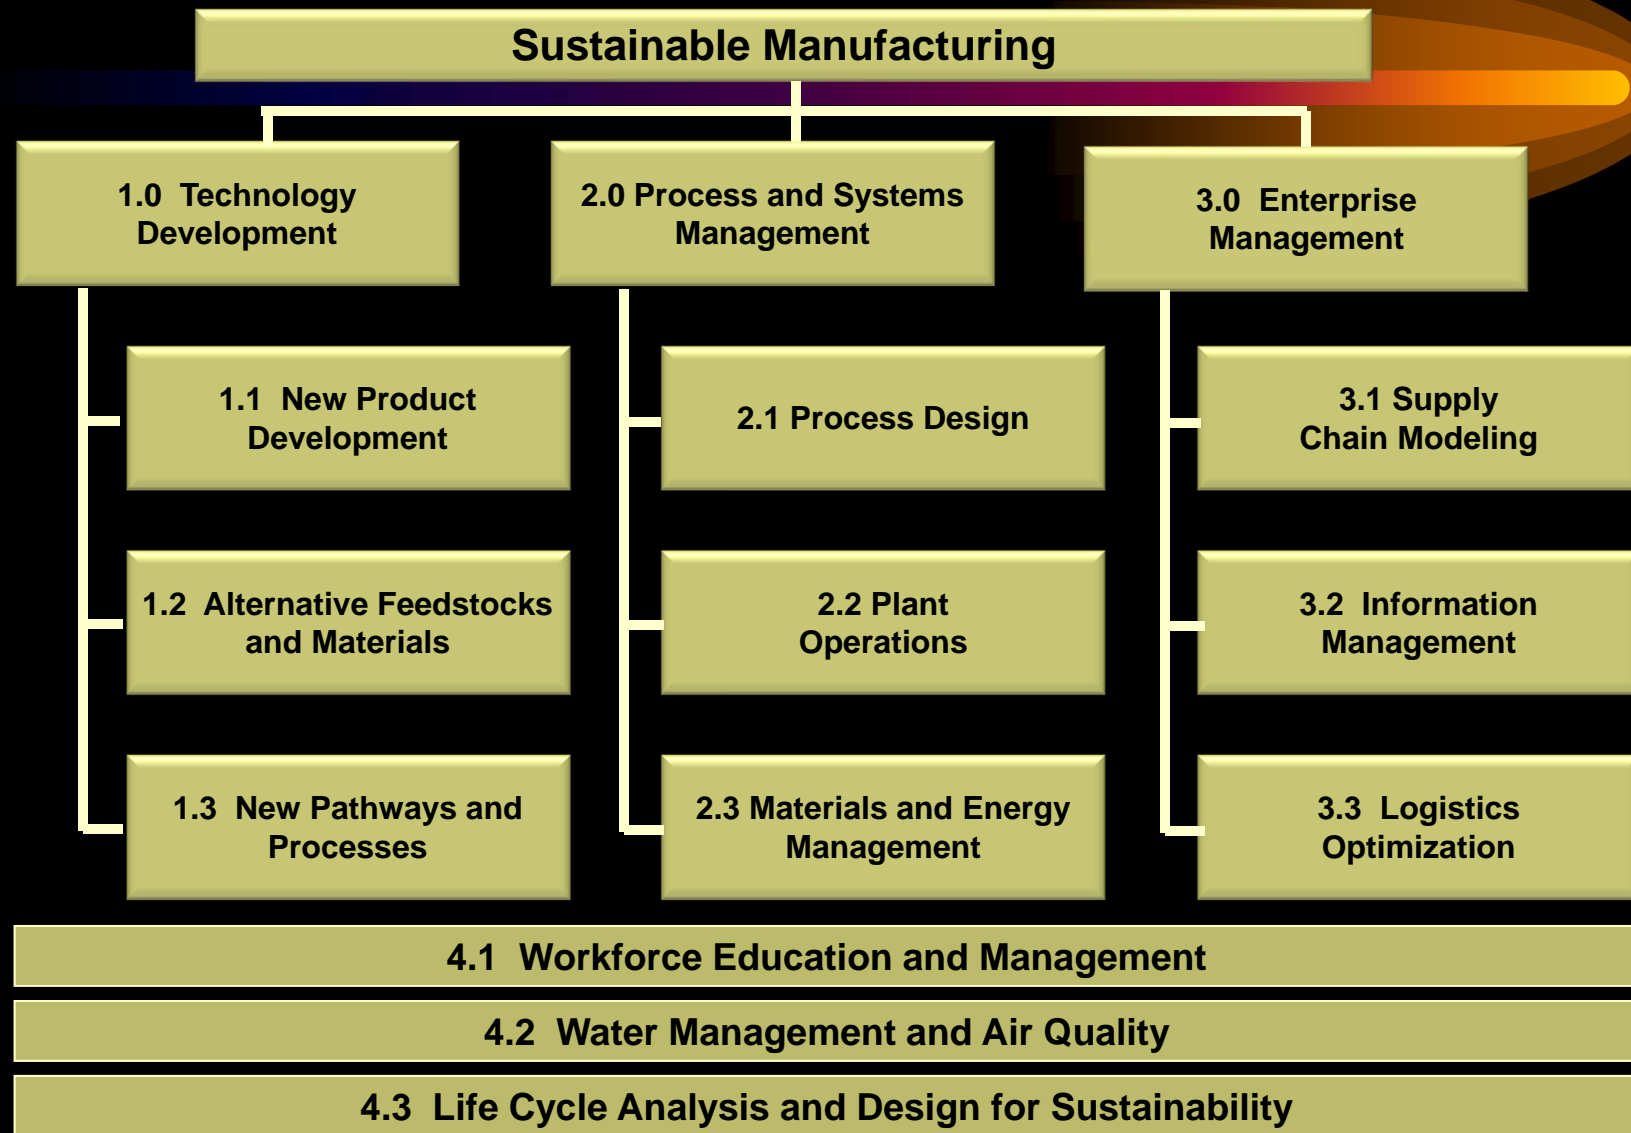 Sustainable Manufacturing
1.0  Technology
Development
2.0 Process and Systems
Management
3.0  Enterprise
Management
1.1  New Product
Development
2.1 Process Design
3.1 Supply
Chain Modeling
1.2  Alternative Feedstocks
and Materials
2.2 Plant
Operations
3.2  Information
Management
1.3  New Pathways and
Processes
2.3 Materials and Energy
Management
3.3  Logistics
Optimization
4.1  Workforce Education and Management
4.2  Water Management and Air Quality
4.3  Life Cycle Analysis and Design for Sustainability